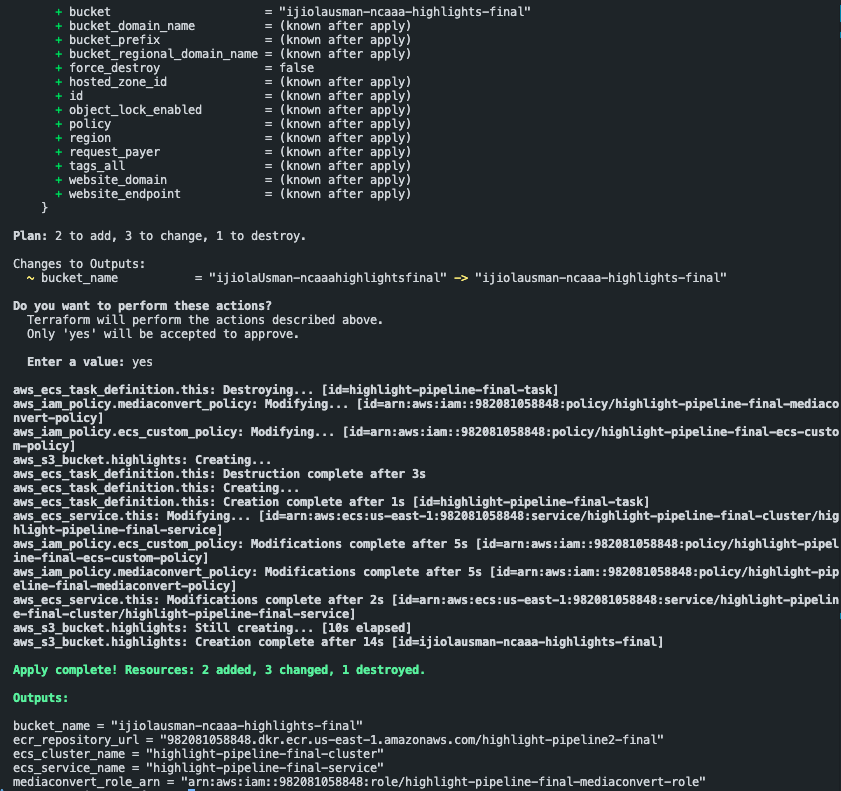 + bucket                      = "ijiolausman-ncaaa-highlights-final"
+ bucket_domain_name          = (known after apply)
+ bucket_prefix               = (known after apply)
+ bucket_regional_domain_name = (known after apply)
+ force_destroy               = false
+ hosted_zone_id              = (known after apply)
+ id                          = (known after apply)
+ object_lock_enabled         = (known after apply)
+ policy                      = (known after apply)
+ region                      = (known after apply)
+ request_payer               = (known after apply)
+ tags_all                    = (known after apply)
+ website_domain              = (known after apply)
+ website_endpoint            = (known after apply)
}
Plan: 2 to add, 3 to change, 1 to destroy.
Changes to Outputs:
~ bucket_name           = "ijiolaUsman-ncaaahighlightsfinal" -> "ijiolausman-ncaaa-highlights-final"
Do you want to perform these actions?
Terraform will perform the actions described above.
Only 'yes' will be accepted to approve.
Enter a value: yes
aws_ecs_task_definition.this: Destroying... [id=highlight-pipeline-final-task]
aws_iam_policy.mediaconvert_policy: Modifying... [id=arn:aws:iam::982081058848:policy/highlight-pipeline-final-mediaco
nvert-policy]
aws_iam_policy.ecs_custom_policy: Modifying... [id=arn:aws:iam::982081058848:policy/highlight-pipeline-final-ecs-custo
m-policy]
aws_s3_bucket.highlights: Creating...
aws_ecs_task_definition.this: Destruction complete after 3s
aws_ecs_task_definition.this: Creating...
aws_ecs_task_definition.this: Creation complete after 1s [id=highlight-pipeline-final-task]
aws_ecs_service.this: Modifying... [id=arn:aws:ecs:us-east-1:982081058848:service/highlight-pipeline-final-cluster/hig
hlight-pipeline-final-service]
aws_iam_policy.ecs_custom_policy: Modifications complete after 5s [id=arn:aws:iam::982081058848:policy/highlight-pipel
ine-final-ecs-custom-policy]
aws_iam_policy.mediaconvert_policy: Modifications complete after 5s [id=arn:aws:iam::982081058848:policy/highlight-pip
eline-final-mediaconvert-policy]
aws_ecs_service.this: Modifications complete after 2s [id=arn:aws:ecs:us-east-1:982081058848:service/highlight-pipelin
e-final-cluster/highlight-pipeline-final-service]
aws_s3_bucket.highlights: Still creating... [10s elapsed]
aws_s3_bucket.highlights: Creation complete after 14s [id=ijiolausman-ncaaa-highlights-final]
Apply complete! Resources: 2 added, 3 changed, 1 destroyed.
Outputs:
bucket_name = "ijiolausman-ncaaa-highlights-final"
ecr_repository_url = "982081058848.dkr.ecr.us-east-1.amazonaws.com/highlight-pipeline2-final"
ecs_cluster_name = "highlight-pipeline-final-cluster"
ecs_service_name = "highlight-pipeline-final-service"
mediaconvert_role_arn = "arn:aws:iam::982081058848:role/highlight-pipeline-final-mediaconvert-role"